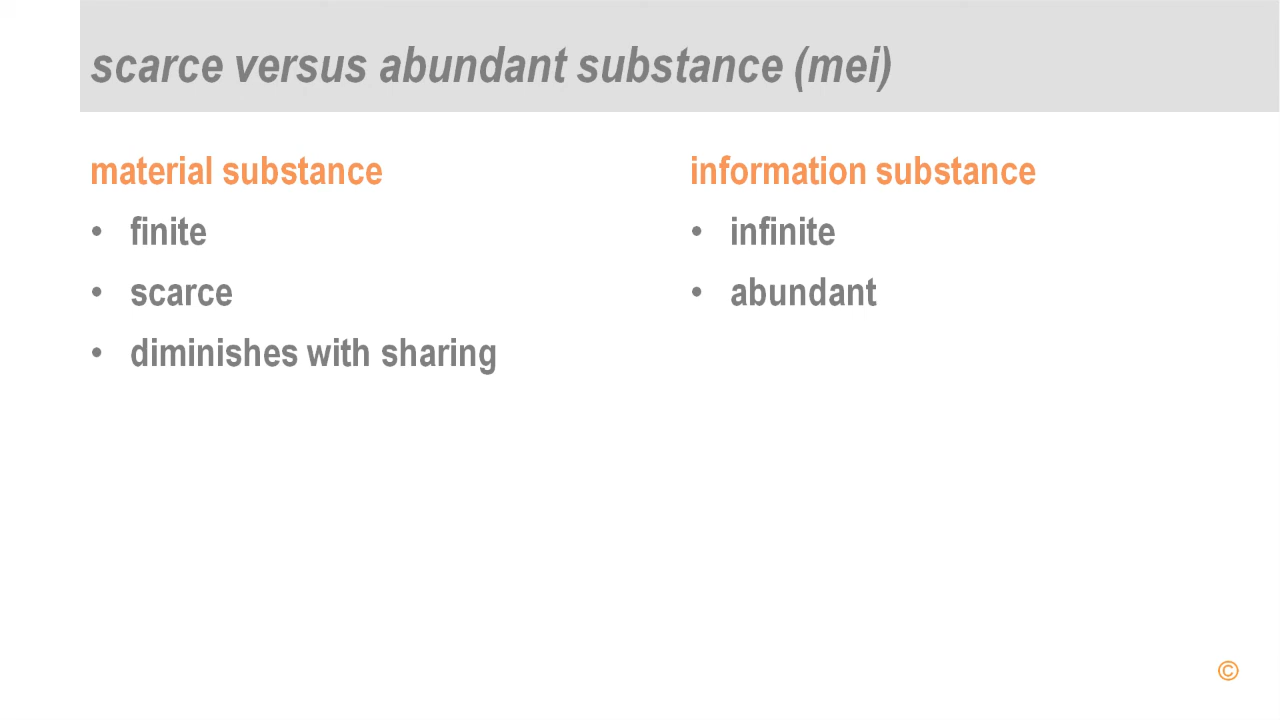 scarce versus abundant substance (mei)
material substance
• finite
• scarce
• diminishes with sharing
information substance
• infinite
• abundant
©